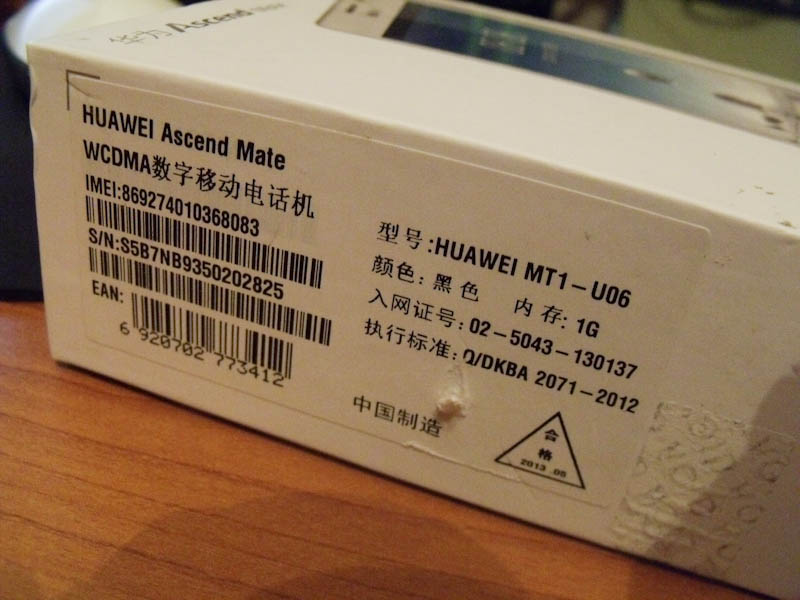 华为 Ascend Mate
HUAWEI Ascend Mate
WCDMA数字移动电话机
IMEI:869274010368083
S/N:S5B7NB9350202825
EAN:
6 920702 773412
型号:HUAWEI MT1-U06
颜色: 黑色 内存: 1G
入网证号: 02-5043-130137
执行标准: Q/DKBA 2071-2012
中国制造
合
格
2013.05